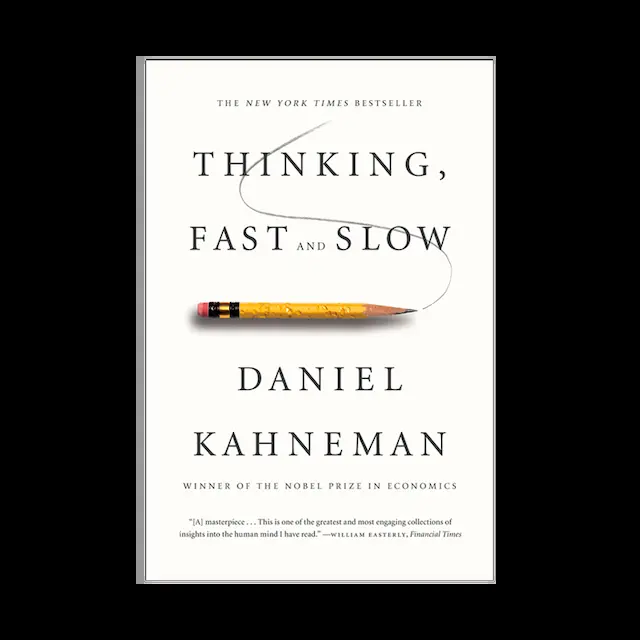 THE NEW YORK TIMES BESTSELLER
THINKING,
FAST AND SLOW
DANIEL
KAHNEMAN
WINNER OF THE NOBEL PRIZE IN ECONOMICS
"[A] masperpiece . . . This is one of the greatest and most engaging collections of
insights into the human mind I have read." —WILLIAM EASTERLY, Financial Times